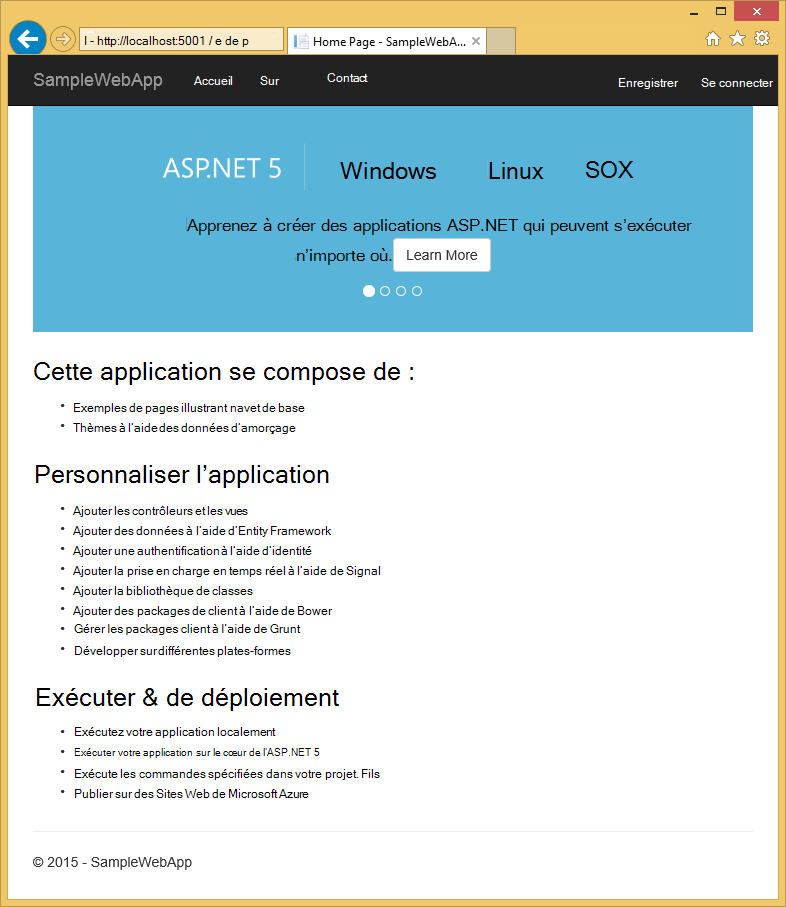 I - http://localhost:5001 / e de p
Home Page - SampleWebA...
SampleWebApp Accueil Sur Contact Enregistrer Se connecter
ASP.NET 5 Windows Linux SOX
Apprenez à créer des applications ASP.NET qui peuvent s'exécuter
n'importe où. Learn More
Cette application se compose de :
• Exemples de pages illustrant navet de base
• Thèmes à l'aide des données d'amorçage
Personnaliser l'application
• Ajouter les contrôleurs et les vues
• Ajouter des données à l'aide d'Entity Framework
• Ajouter une authentification à l'aide d'identité
• Ajouter la prise en charge en temps réel à l'aide de Signal
• Ajouter la bibliothèque de classes
• Ajouter des packages de client à l'aide de Bower
• Gérer les packages client à l'aide de Grunt
• Développer sur différentes plates-formes
Exécuter & de déploiement
• Exécutez votre application localement
• Exécuter votre application sur le cœur de l'ASP.NET 5
• Exécute les commandes spécifiées dans votre projet. Fils
• Publier sur des Sites Web de Microsoft Azure
© 2015 - SampleWebApp